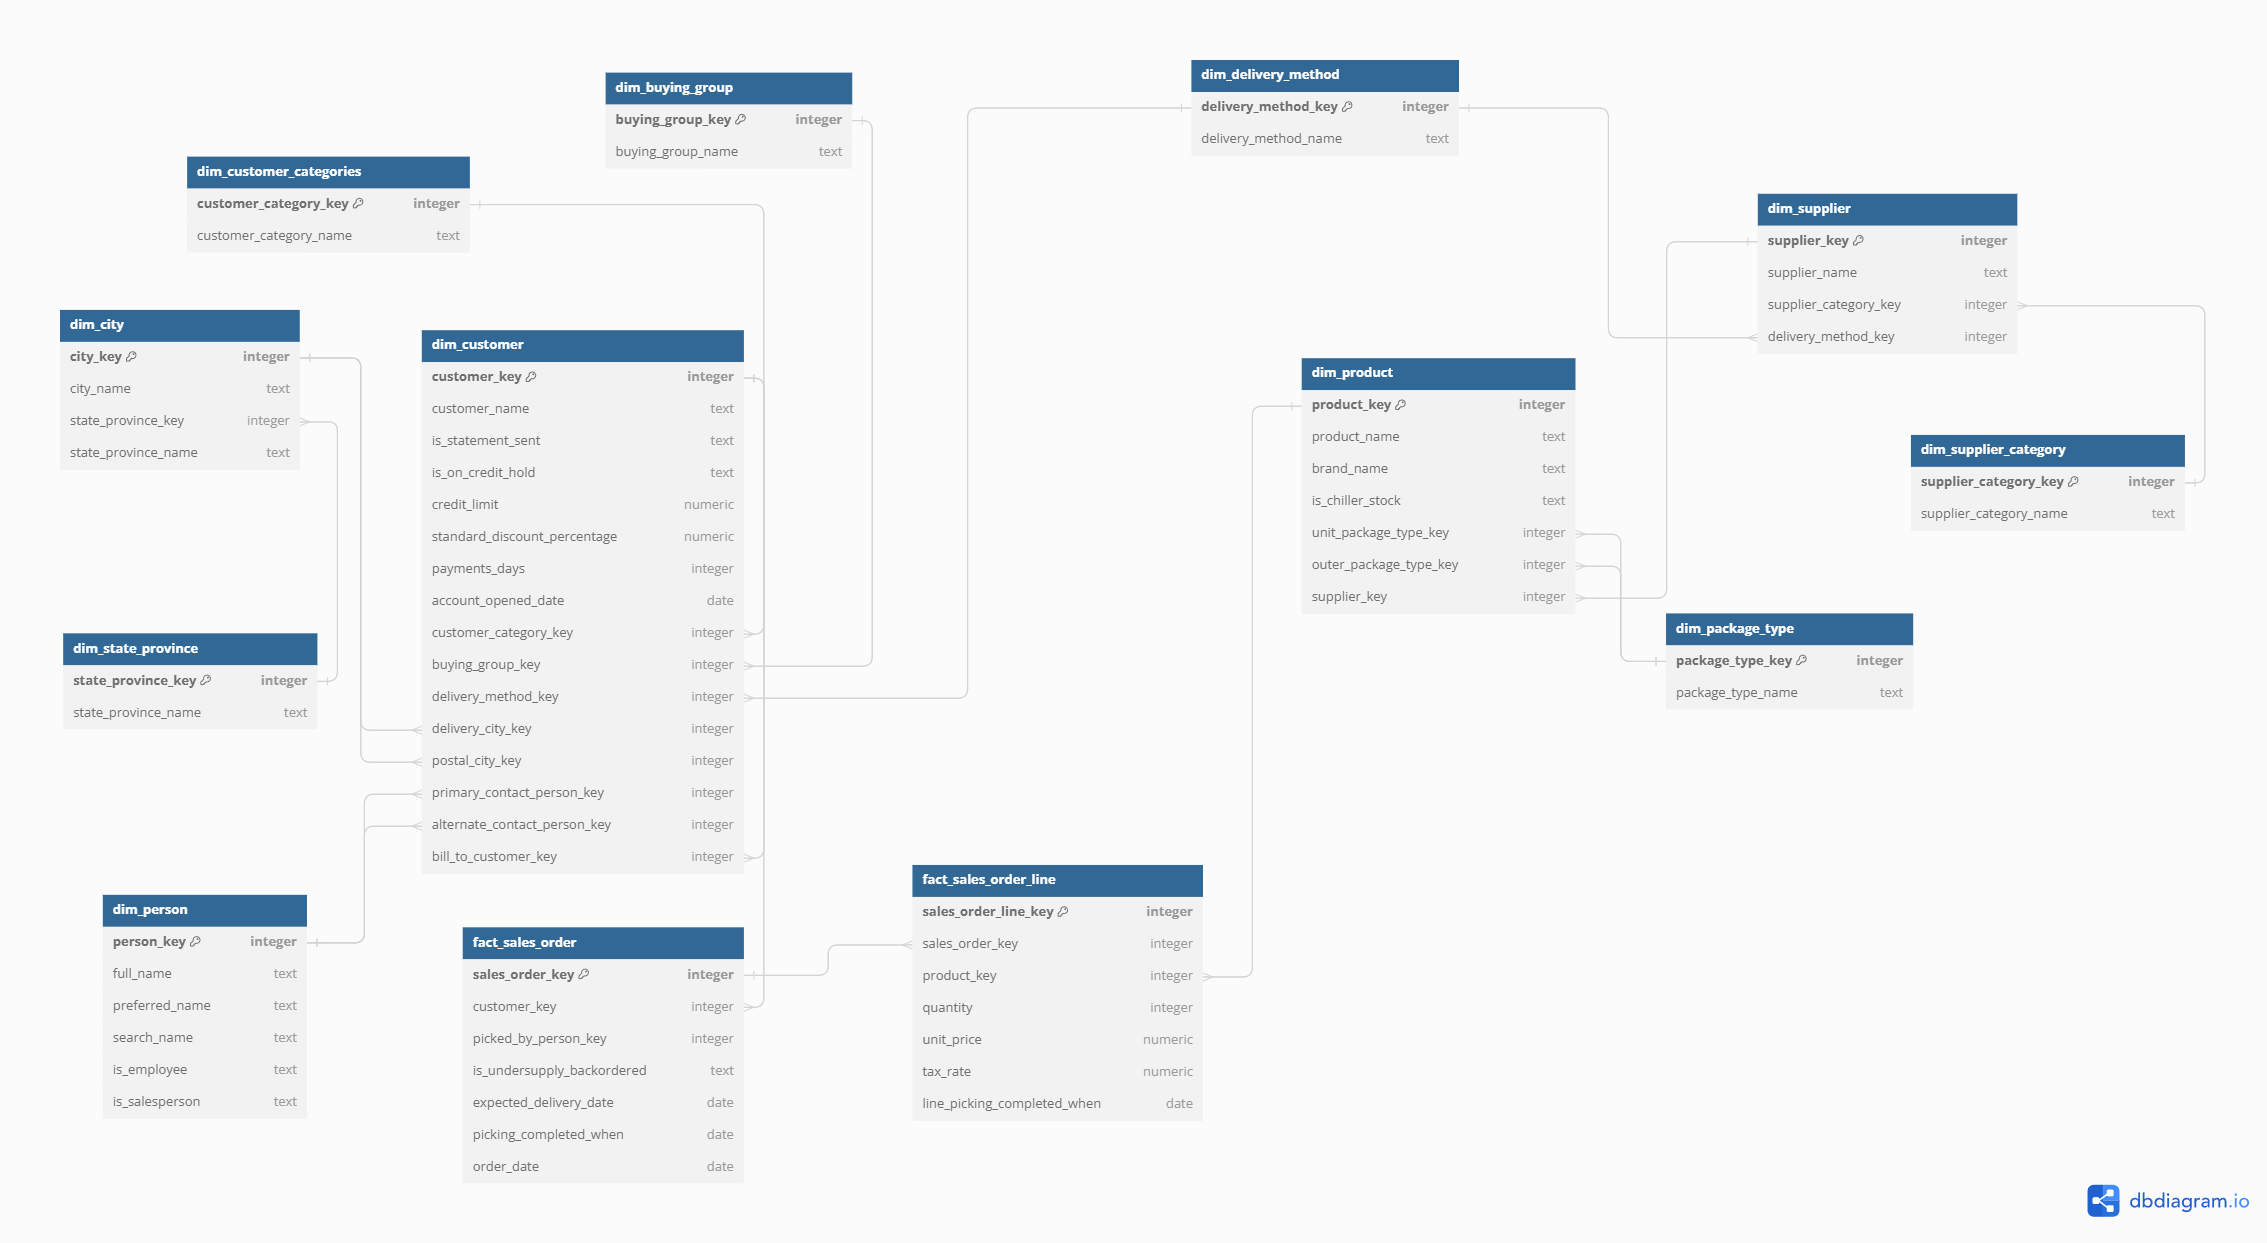 dim_buying_group
buying_group_key integer
buying_group_name text
dim_delivery_method
delivery_method_key integer
delivery_method_name text
dim_customer_categories
customer_category_key integer
customer_category_name text
dim_supplier
supplier_key integer
supplier_name text
supplier_category_key integer
delivery_method_key integer
dim_city
city_key integer
city_name text
state_province_key integer
state_province_name text
dim_customer
customer_key integer
customer_name text
is_statement_sent text
is_on_credit_hold text
credit_limit numeric
standard_discount_percentage numeric
payments_days integer
account_opened_date date
customer_category_key integer
buying_group_key integer
delivery_method_key integer
delivery_city_key integer
postal_city_key integer
primary_contact_person_key integer
alternate_contact_person_key integer
bill_to_customer_key integer
dim_product
product_key integer
product_name text
brand_name text
is_chiller_stock text
unit_package_type_key integer
outer_package_type_key integer
supplier_key integer
dim_supplier_category
supplier_category_key integer
supplier_category_name text
dim_package_type
package_type_key integer
package_type_name text
dim_state_province
state_province_key integer
state_province_name text
dim_person
person_key integer
full_name text
preferred_name text
search_name text
is_employee text
is_salesperson text
fact_sales_order
sales_order_key integer
customer_key integer
picked_by_person_key integer
is_undersupply_backordered text
expected_delivery_date date
picking_completed_when date
order_date date
fact_sales_order_line
sales_order_line_key integer
sales_order_key integer
product_key integer
quantity integer
unit_price numeric
tax_rate numeric
line_picking_completed_when date
dbdiagram.io